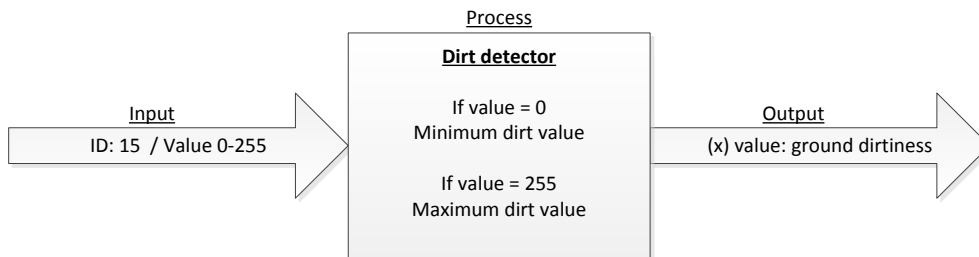 Process
Dirt detector
Input
If value = 0
Output
ID: 15 / Value 0-255
Minimum dirt value
(x) value: ground dirtiness
If value = 255
Maximum dirt value